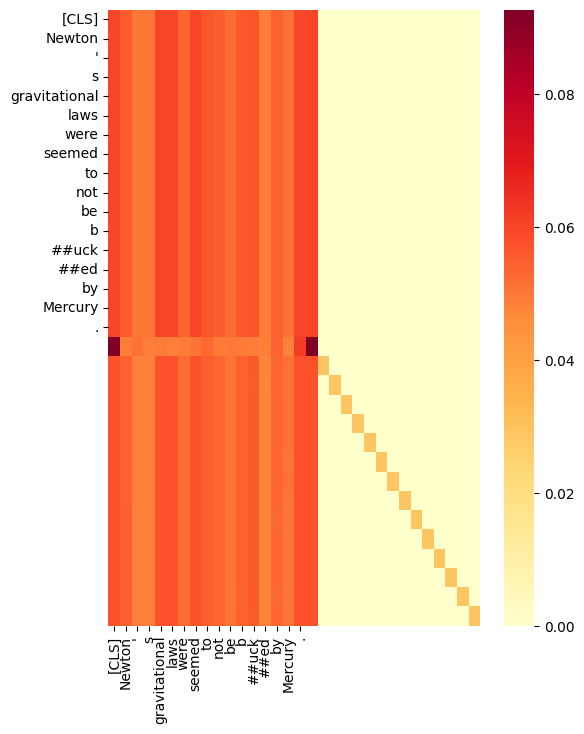 [CLS]
Newton
'
s
gravitational
laws
were
seemed
to
not
be
b
##uck
##ed
by
Mercury
.
0.08
0.06
0.04
0.02
0.00
[CLS]
Newton
'
s
gravitational
laws
were
seemed
to
not
be
b
##uck
##ed
by
Mercury
.